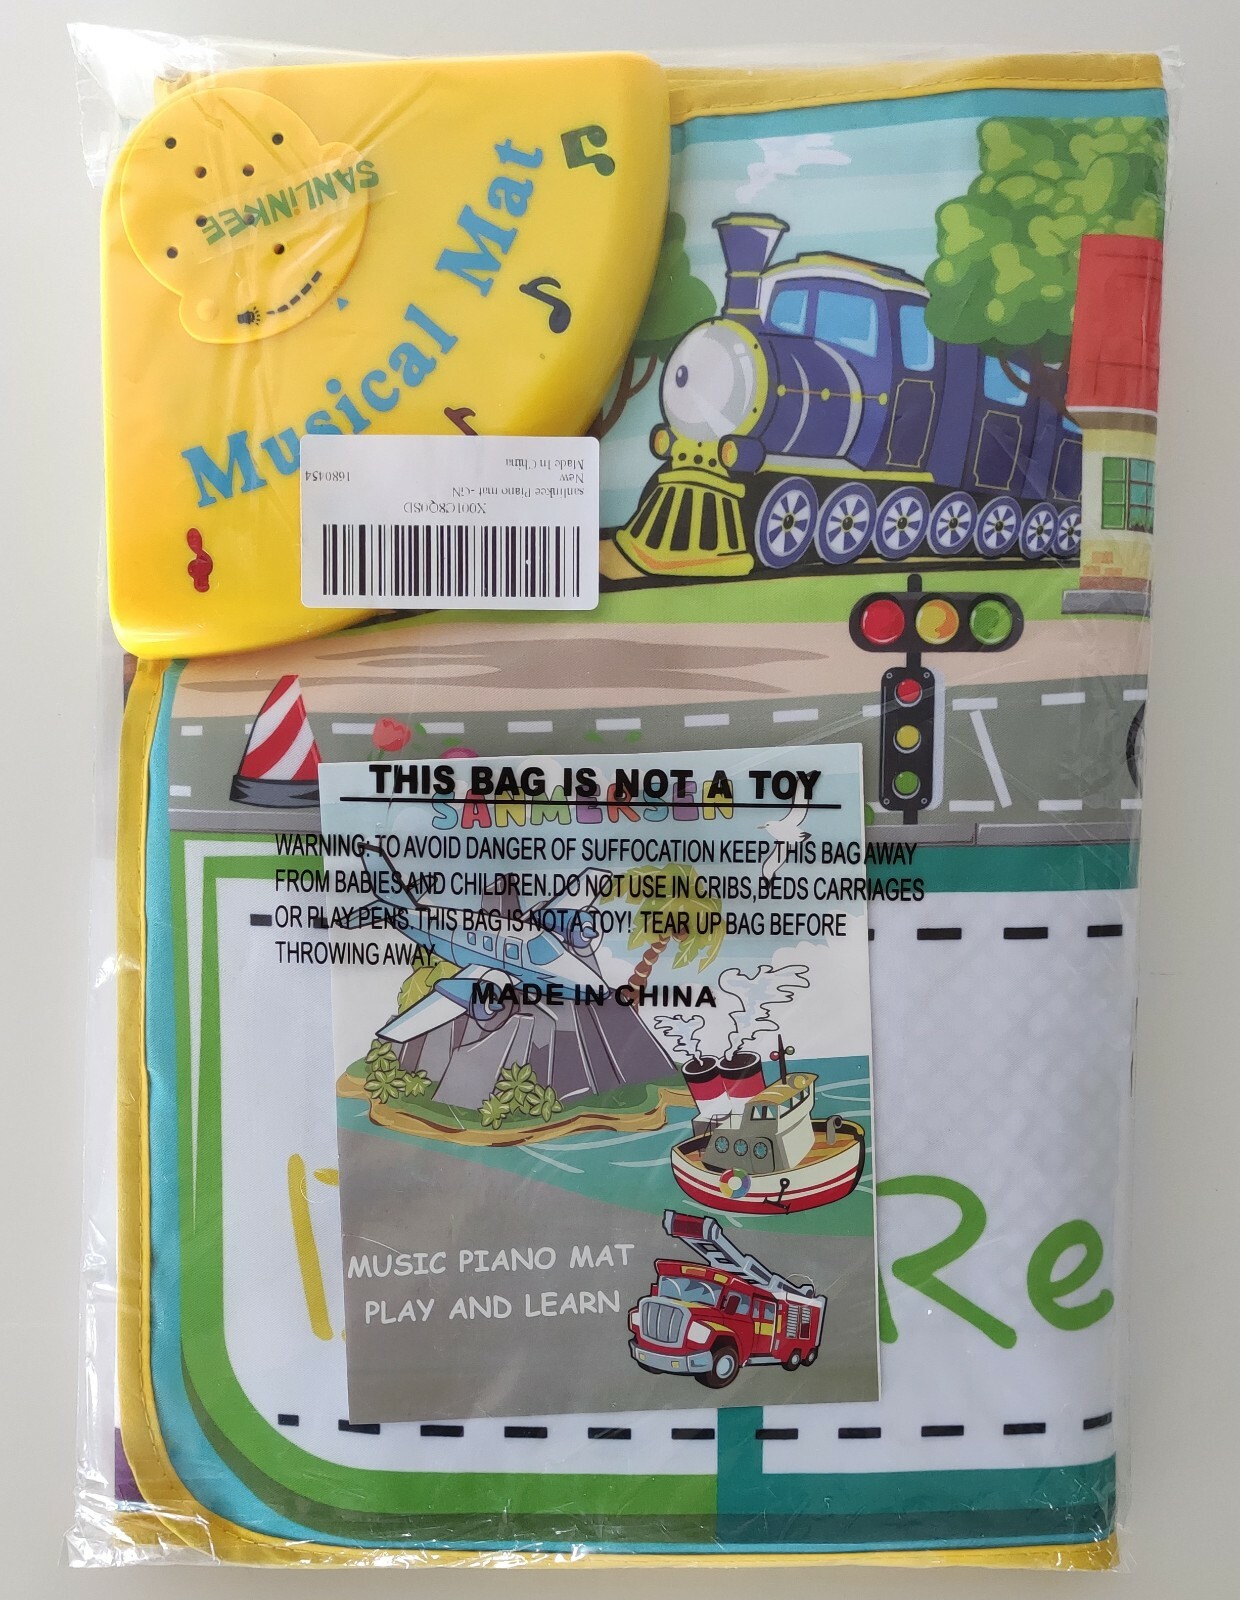 SANLiNKEE
Musical Mat
X001C8Q0SD
sanlinkee Piano mat -GN
New
Made In China
1680454
THIS BAG IS NOT A TOY
SANMERSEN
WARNING: TO AVOID DANGER OF SUFFOCATION KEEP THIS BAG AWAY
FROM BABIES AND CHILDREN.DO NOT USE IN CRIBS,BEDS CARRIAGES
OR PLAY PENS.THIS BAG IS NOT A TOY! TEAR UP BAG BEFORE
THROWING AWAY.
MADE IN CHINA
MUSIC PIANO MAT
PLAY AND LEARN
Re